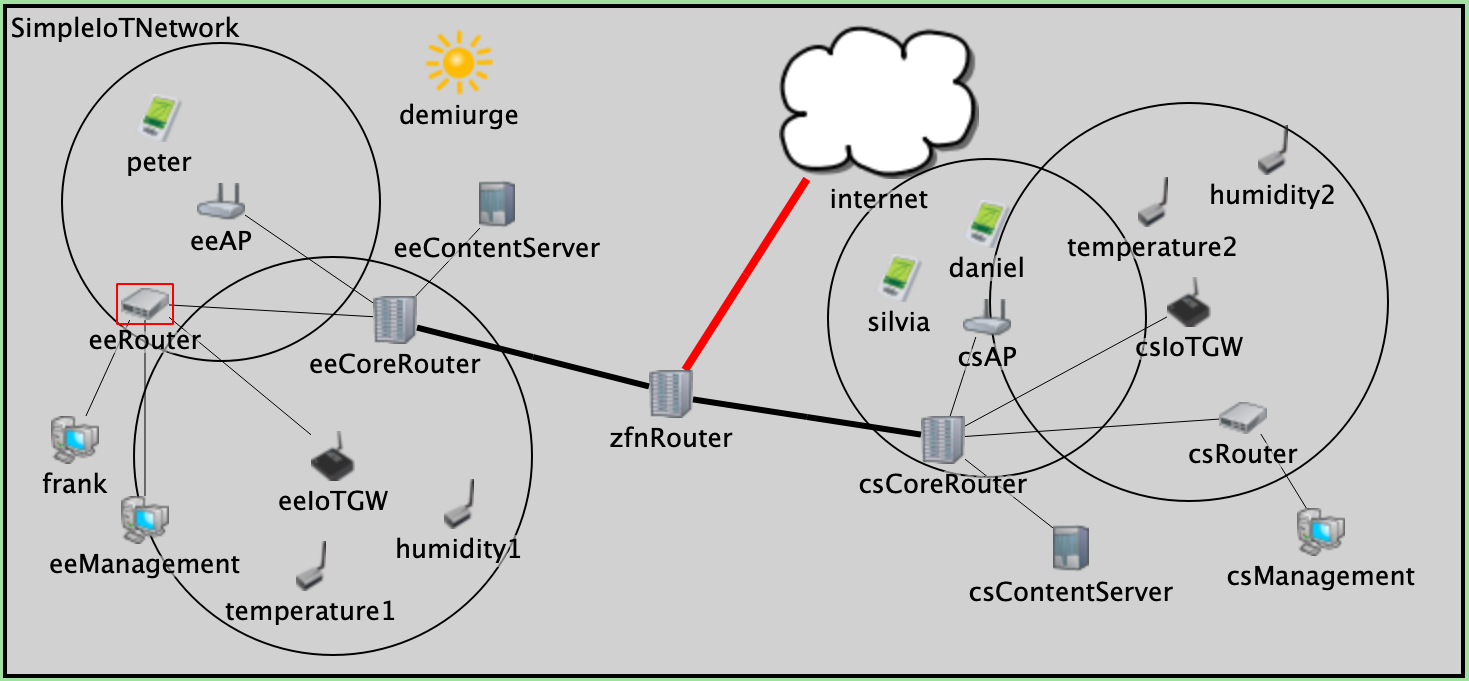 SimpleIoTNetwork
demiurge
peter
internet
humidity2
eeAP
eeContentServer
daniel
temperature2
silvia
eeRouter
eeCoreRouter
csAP
csIoTGW
zfnRouter
csRouter
frank
eeIoTGW
csCoreRouter
humidity1
eeManagement
temperature1
csContentServer
csManagement